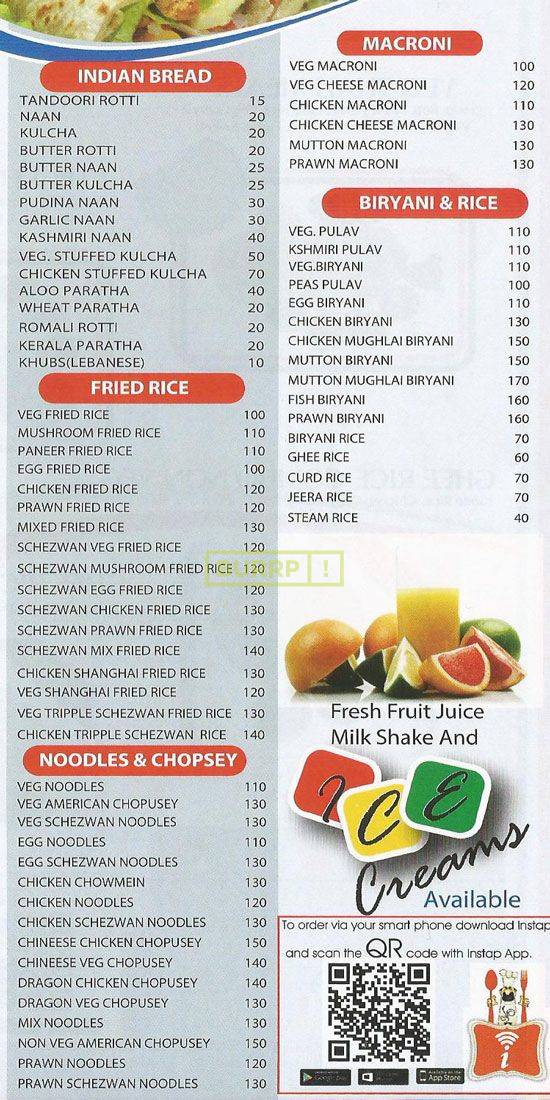 INDIAN BREAD
TANDOORI ROTTI 15
NAAN 20
KULCHA 20
BUTTER ROTTI 20
BUTTER NAAN 25
BUTTER KULCHA 25
PUDINA NAAN 30
GARLIC NAAN 30
KASHMIRI NAAN 40
VEG. STUFFED KULCHA 50
CHICKEN STUFFED KULCHA 70
ALOO PARATHA 40
WHEAT PARATHA 20
ROMALI ROTTI 20
KERALA PARATHA 20
KHUBS(LEBANESE) 10
FRIED RICE
VEG FRIED RICE 100
MUSHROOM FRIED RICE 110
PANEER FRIED RICE 110
EGG FRIED RICE 100
CHICKEN FRIED RICE 120
PRAWN FRIED RICE 120
MIXED FRIED RICE 130
SCHEZWAN VEG FRIED RICE 120
SCHEZWAN MUSHROOM FRIED RICE 120
SCHEZWAN EGG FRIED RICE 120
SCHEZWAN CHICKEN FRIED RICE 130
SCHEZWAN PRAWN FRIED RICE 130
SCHEZWAN MIX FRIED RICE 140
CHICKEN SHANGHAI FRIED RICE 130
VEG SHANGHAI FRIED RICE 120
VEG TRIPPLE SCHEZWAN FRIED RICE 130
CHICKEN TRIPPLE SCHEZWAN RICE 140
NOODLES & CHOPSEY
VEG NOODLES 110
VEG AMERICAN CHOPUSEY 130
VEG SCHEZWAN NOODLES 130
EGG NOODLES 110
EGG SCHEZWAN NOODLES 130
CHICKEN CHOWMEIN 130
CHICKEN NOODLES 120
CHICKEN SCHEZWAN NOODLES 130
CHINEESE CHICKEN CHOPUSEY 150
CHINEESE VEG CHOPUSEY 140
DRAGON CHICKEN CHOPUSEY 140
DRAGON VEG CHOPUSEY 130
MIX NOODLES 130
NON VEG AMERICAN CHOPUSEY 150
PRAWN NOODLES 120
PRAWN SCHEZWAN NOODLES 130
MACRONI
VEG MACRONI 100
VEG CHEESE MACRONI 120
CHICKEN MACRONI 110
CHICKEN CHEESE MACRONI 130
MUTTON MACRONI 130
PRAWN MACRONI 130
BIRYANI & RICE
VEG. PULAV 110
KSHMIRI PULAV 110
VEG.BIRYANI 110
PEAS PULAV 100
EGG BIRYANI 110
CHICKEN BIRYANI 130
CHICKEN MUGHLAI BIRYANI 150
MUTTON BIRYANI 150
MUTTON MUGHLAI BIRYANI 170
FISH BIRYANI 160
PRAWN BIRYANI 160
BIRYANI RICE 70
GHEE RICE 60
CURD RICE 70
JEERA RICE 70
STEAM RICE 40
BURRP!
Fresh Fruit Juice
Milk Shake And
ICE
Creams
Available
To order via your smart phone download Instap
and scan the QR code with Instap App.
Google play
App Store